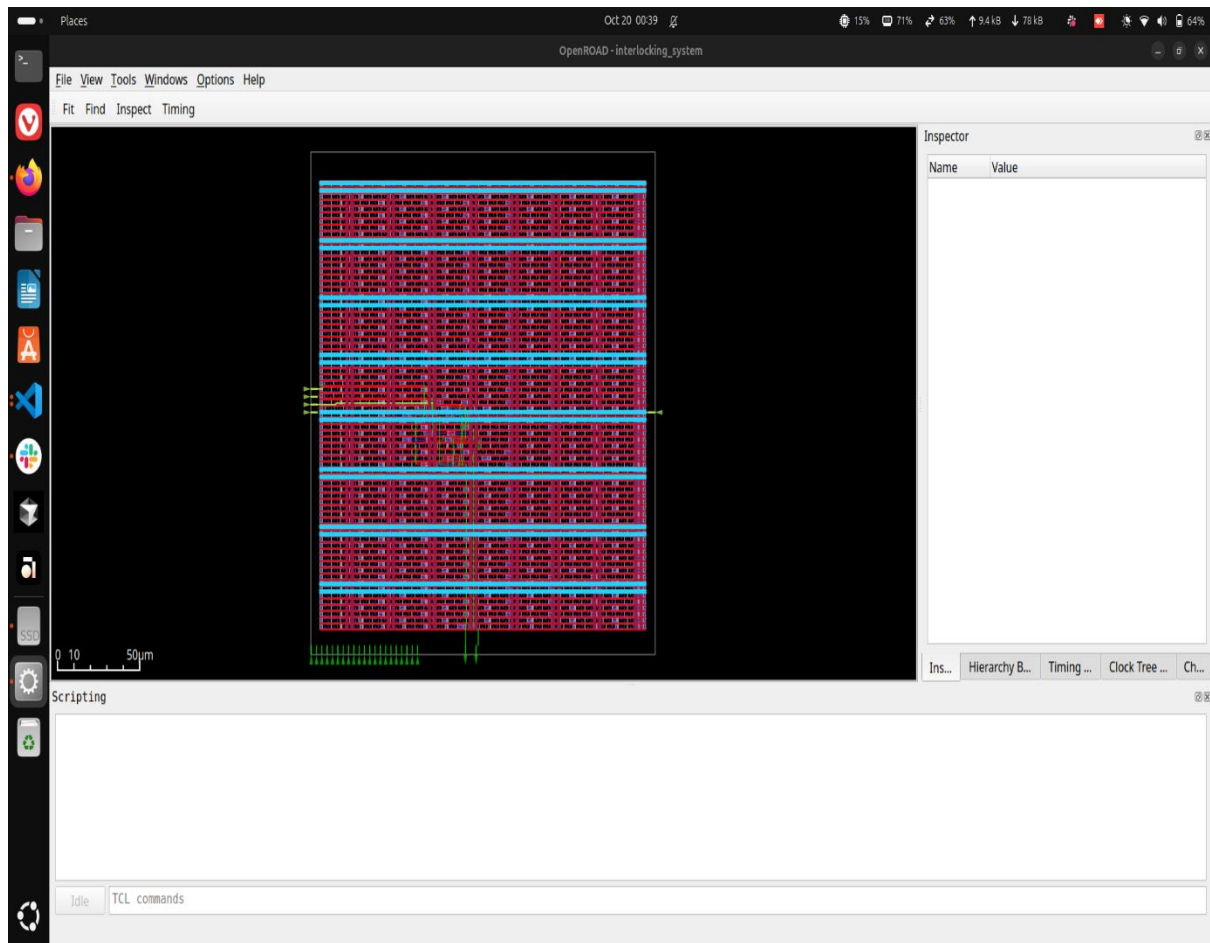 Places
Oct 20 00:39
15% 71% 63% 9.4 kB 78 kB 64%
OpenROAD - interlocking_system
File View Tools Windows Options Help
Fit Find Inspect Timing
Inspector
Name Value
0 10 50μm
Ins... Hierarchy B... Timing ... Clock Tree ... Ch...
Scripting
SSD
Idle TCL commands